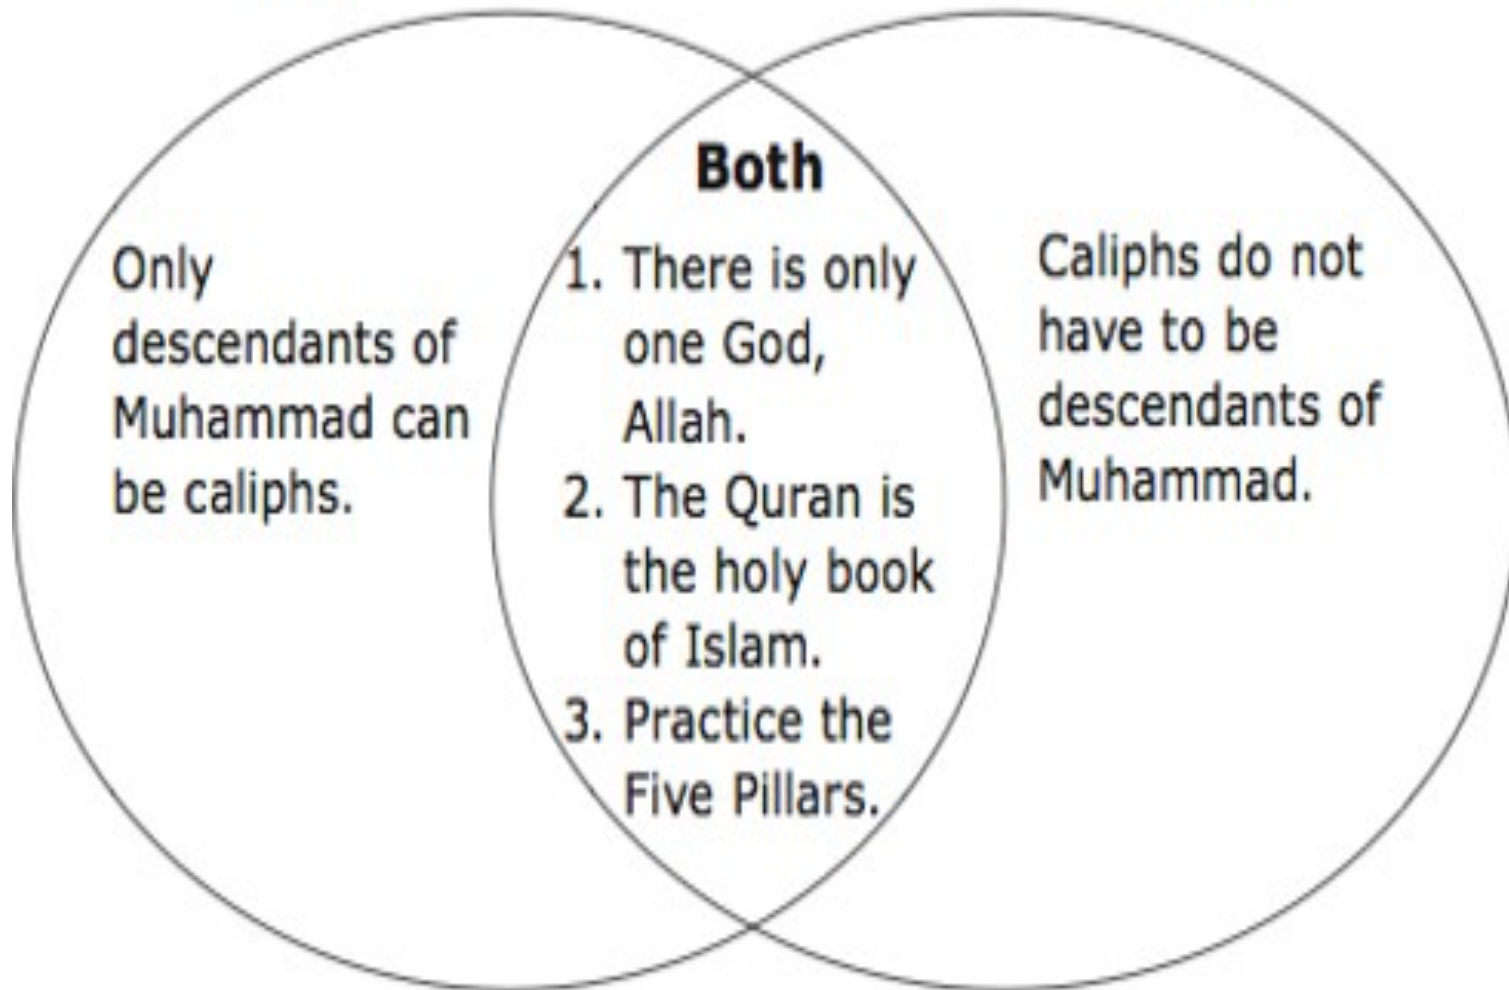 Both
Only
descendants of
Muhammad can
be caliphs.
1. There is only
one God,
Allah.
2. The Quran is
the holy book
of Islam.
3. Practice the
Five Pillars.
Caliphs do not
have to be
descendants of
Muhammad.